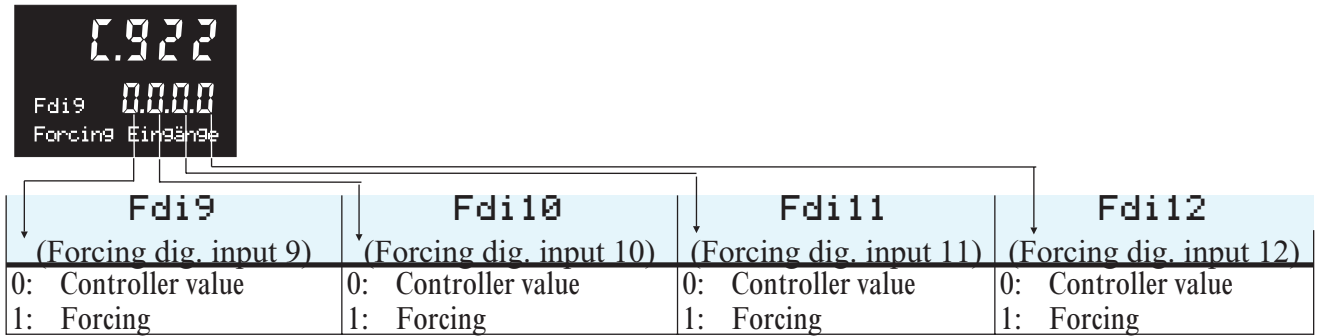 C.922
Fdi9 0.0.0.0
Forcing Eingänge
Fdi9 Fdi10 Fdi11 Fdi12
(Forcing dig. input 9) (Forcing dig. input 10) (Forcing dig. input 11) (Forcing dig. input 12)
0: Controller value 0: Controller value 0: Controller value 0: Controller value
1: Forcing 1: Forcing 1: Forcing 1: Forcing